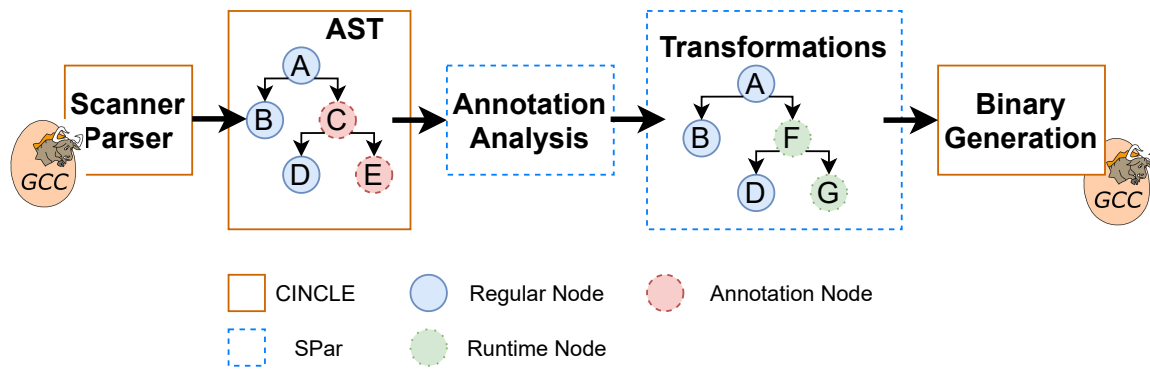 AST
Transformations
A
A
Scanner
Parser
B
C
Annotation
Analysis
B
F
Binary
Generation
D
E
D
G
GCC
GCC
CINCLE
Regular Node
Annotation Node
SPar
Runtime Node